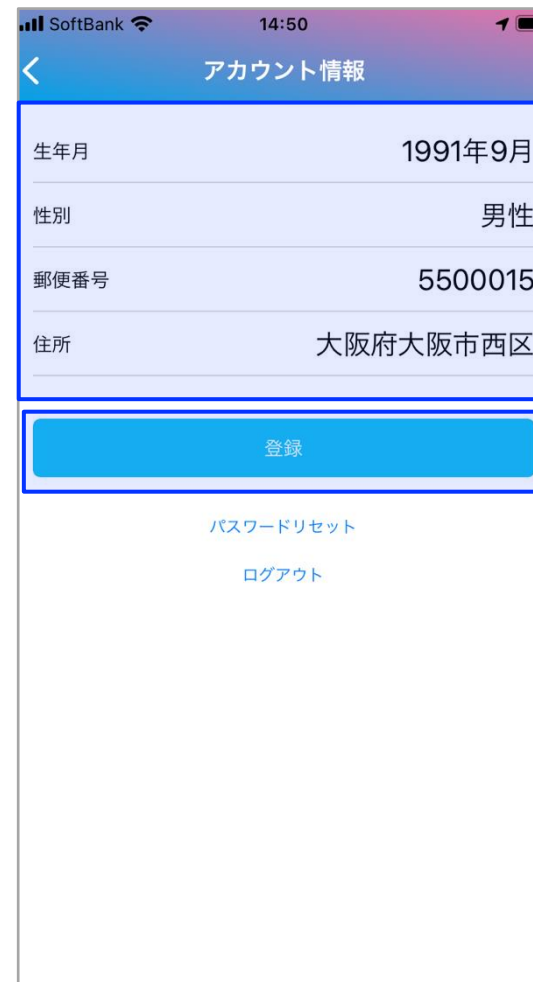 SoftBank 14:50
アカウント情報
生年月 1991年9月
性別 男性
郵便番号 5500015
住所 大阪府大阪市西区
登録
パスワードリセット
ログアウト